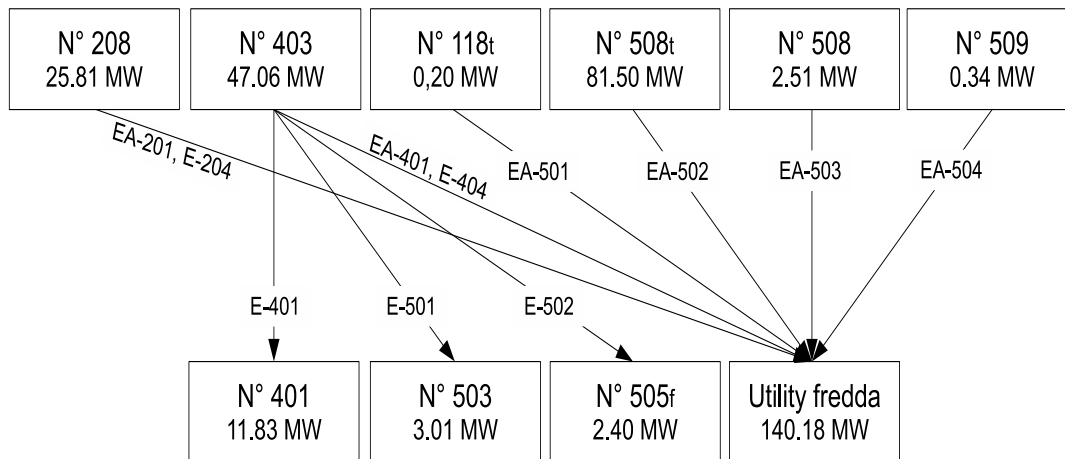 N° 208
25.81 MW
N° 403
47.06 MW
N° 118t
0,20 MW
N° 508t
81.50 MW
N° 508
2.51 MW
N° 509
0.34 MW
EA-201, E-204
EA-401, E-404
EA-501
EA-502
EA-503
EA-504
E-401
E-501
E-502
N° 401
11.83 MW
N° 503
3.01 MW
N° 505f
2.40 MW
Utility fredda
140.18 MW